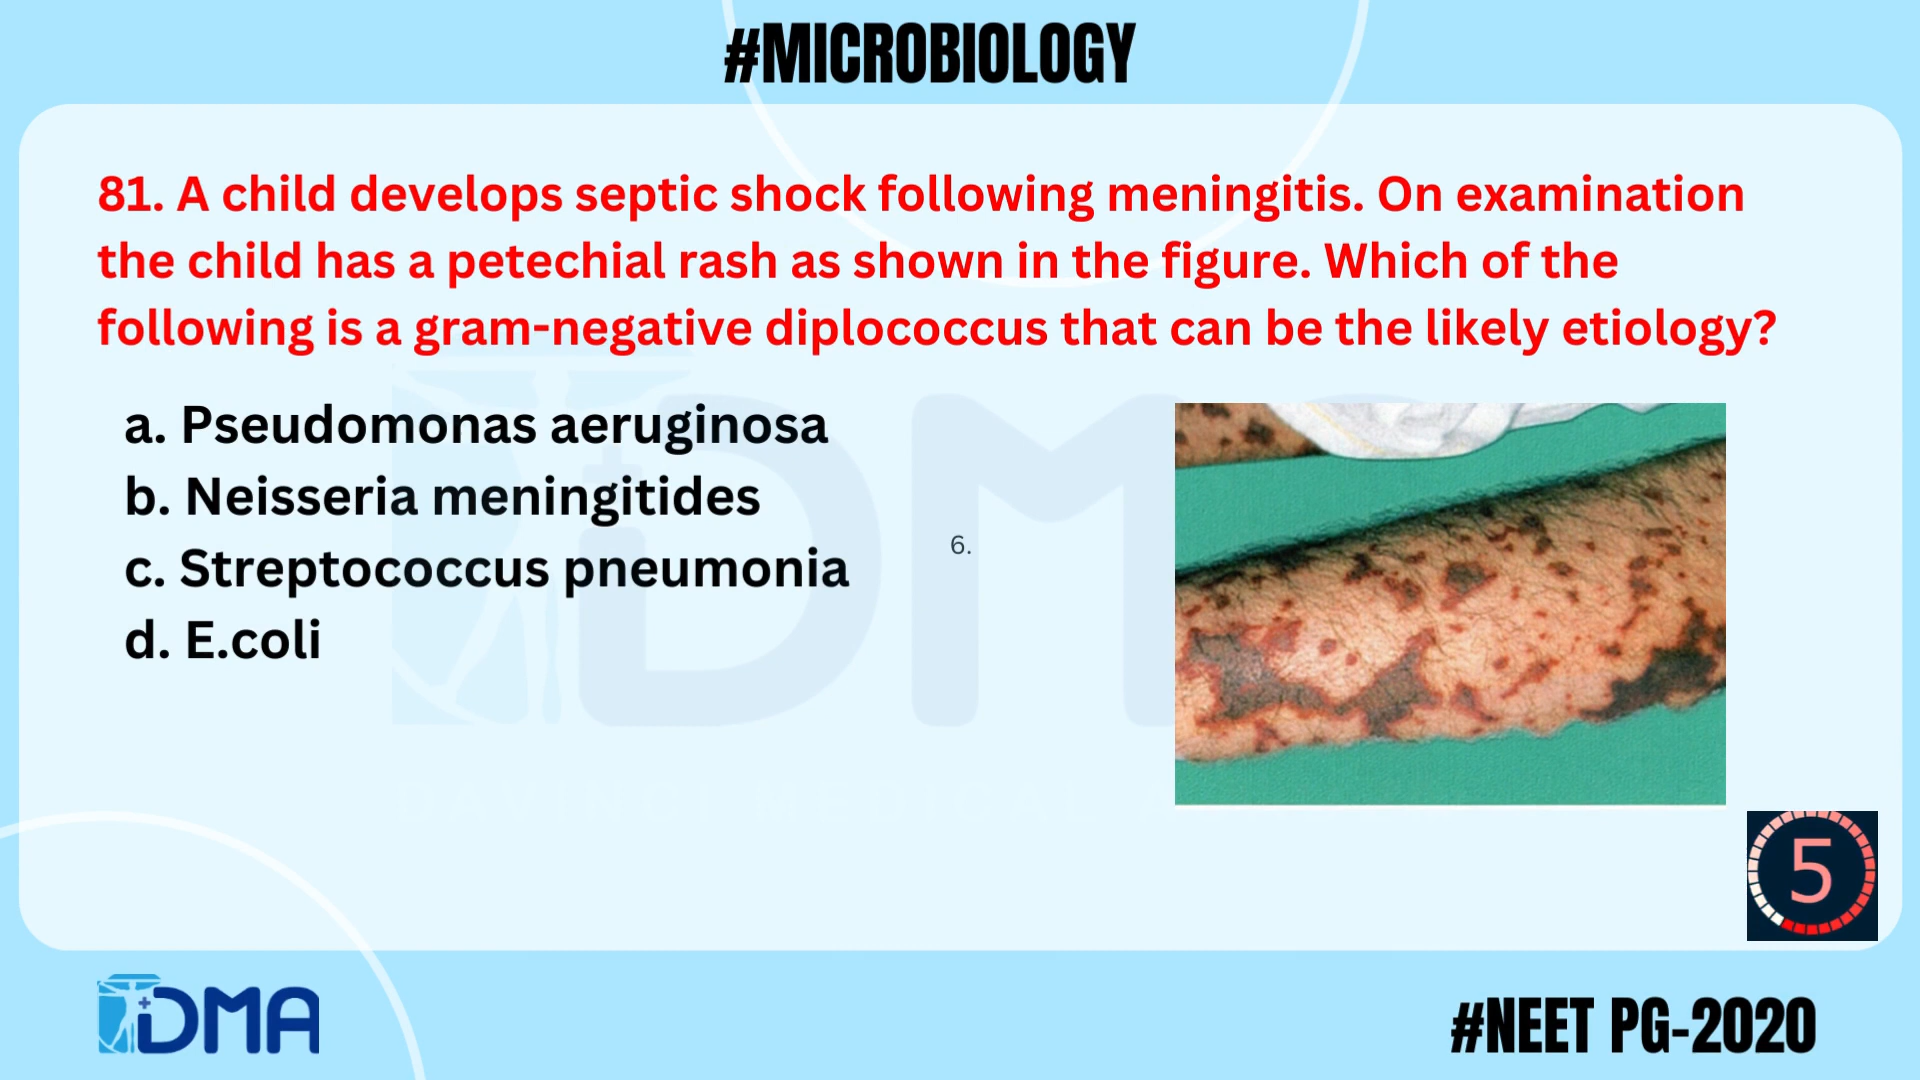 #MICROBIOLOGY
81. A child develops septic shock following meningitis. On examination
the child has a petechial rash as shown in the figure. Which of the
following is a gram-negative diplococcus that can be the likely etiology?
a. Pseudomonas aeruginosa
b. Neisseria meningitides
c. Streptococcus pneumonia
d. E.coli
6.
5
DMA
#NEET PG-2020